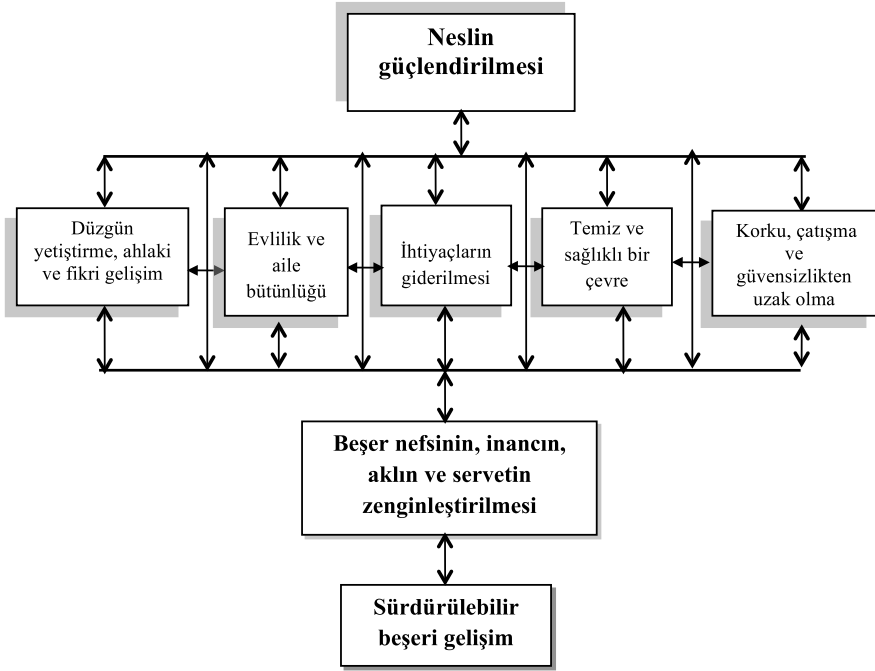 Neslin
güçlendirilmesi
Düzgün
yetiştirme, ahlaki
ve fikri gelişim
Evlilik ve
aile
bütünlüğü
İhtiyaçların
giderilmesi
Temiz ve
sağlıklı bir
çevre
Korku, çatışma
ve
güvensizlikten
uzak olma
Beşer nefsinin, inancın,
aklın ve servetin
zenginleştirilmesi
Sürdürülebilir
beşeri gelişim